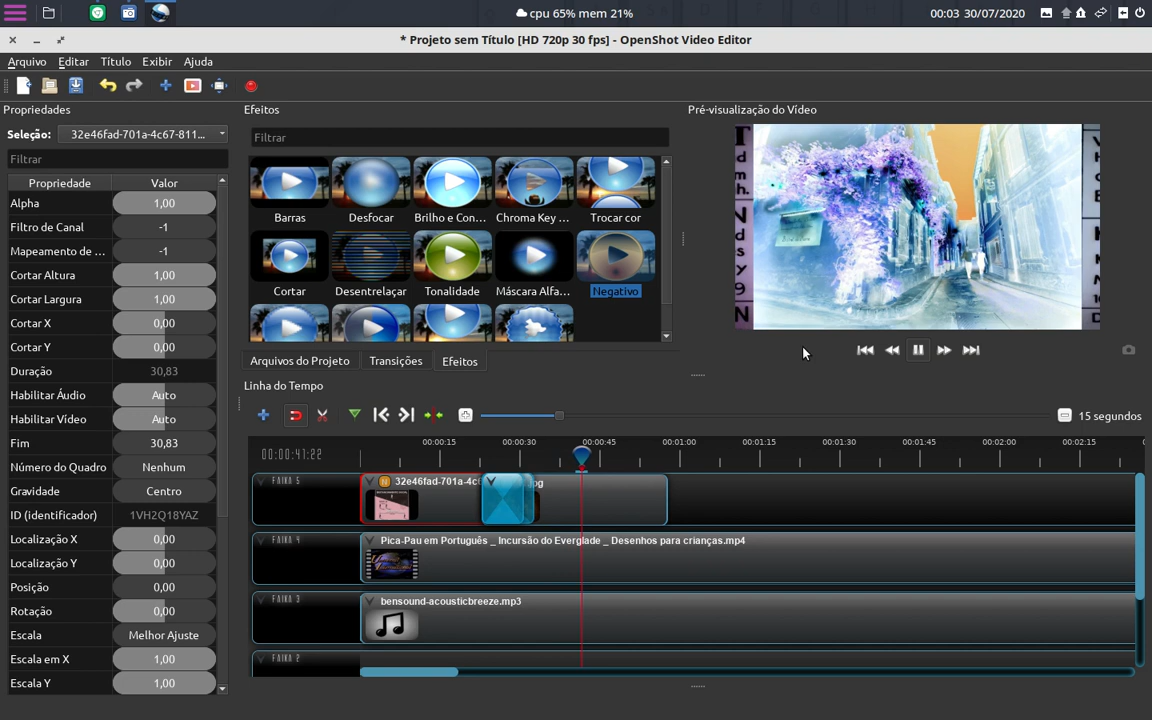 cpu 65% mem 21%
00:03 30/07/2020
* Projeto sem Título [HD 720p 30 fps] - OpenShot Video Editor
Arquivo Editar Título Exibir Ajuda
Propriedades
Seleção: 32e46fad-701a-4c67-811...
Filtrar
Propriedade Valor
Alpha 1,00
Filtro de Canal -1
Mapeamento de ... -1
Cortar Altura 1,00
Cortar Largura 1,00
Cortar X 0,00
Cortar Y 0,00
Duração 30,83
Habilitar Áudio Auto
Habilitar Vídeo Auto
Fim 30,83
Número do Quadro Nenhum
Gravidade Centro
ID (identificador) 1VH2Q18YAZ
Localização X 0,00
Localização Y 0,00
Posição 0,00
Rotação 0,00
Escala Melhor Ajuste
Escala em X 1,00
Escala Y 1,00
Efeitos
Filtrar
Barras Desfocar Brilho e Con... Chroma Key ... Trocar cor
Cortar Desentrelaçar Tonalidade Máscara Alfa... Negativo
Arquivos do Projeto Transições Efeitos
Pré-visualização do Vídeo
Linha do Tempo
15 segundos
00:00:41:22
00:00:15 00:00:30 00:00:45 00:01:00 00:01:15 00:01:30 00:01:45 00:02:00 00:02:15
FAIXA 5
N 32e46fad-701a-4c6
pg
FAIXA 4
Pica-Pau em Português _ Incursão do Everglade _ Desenhos para crianças.mp4
FAIXA 3
bensound-acousticbreeze.mp3
FAIXA 2